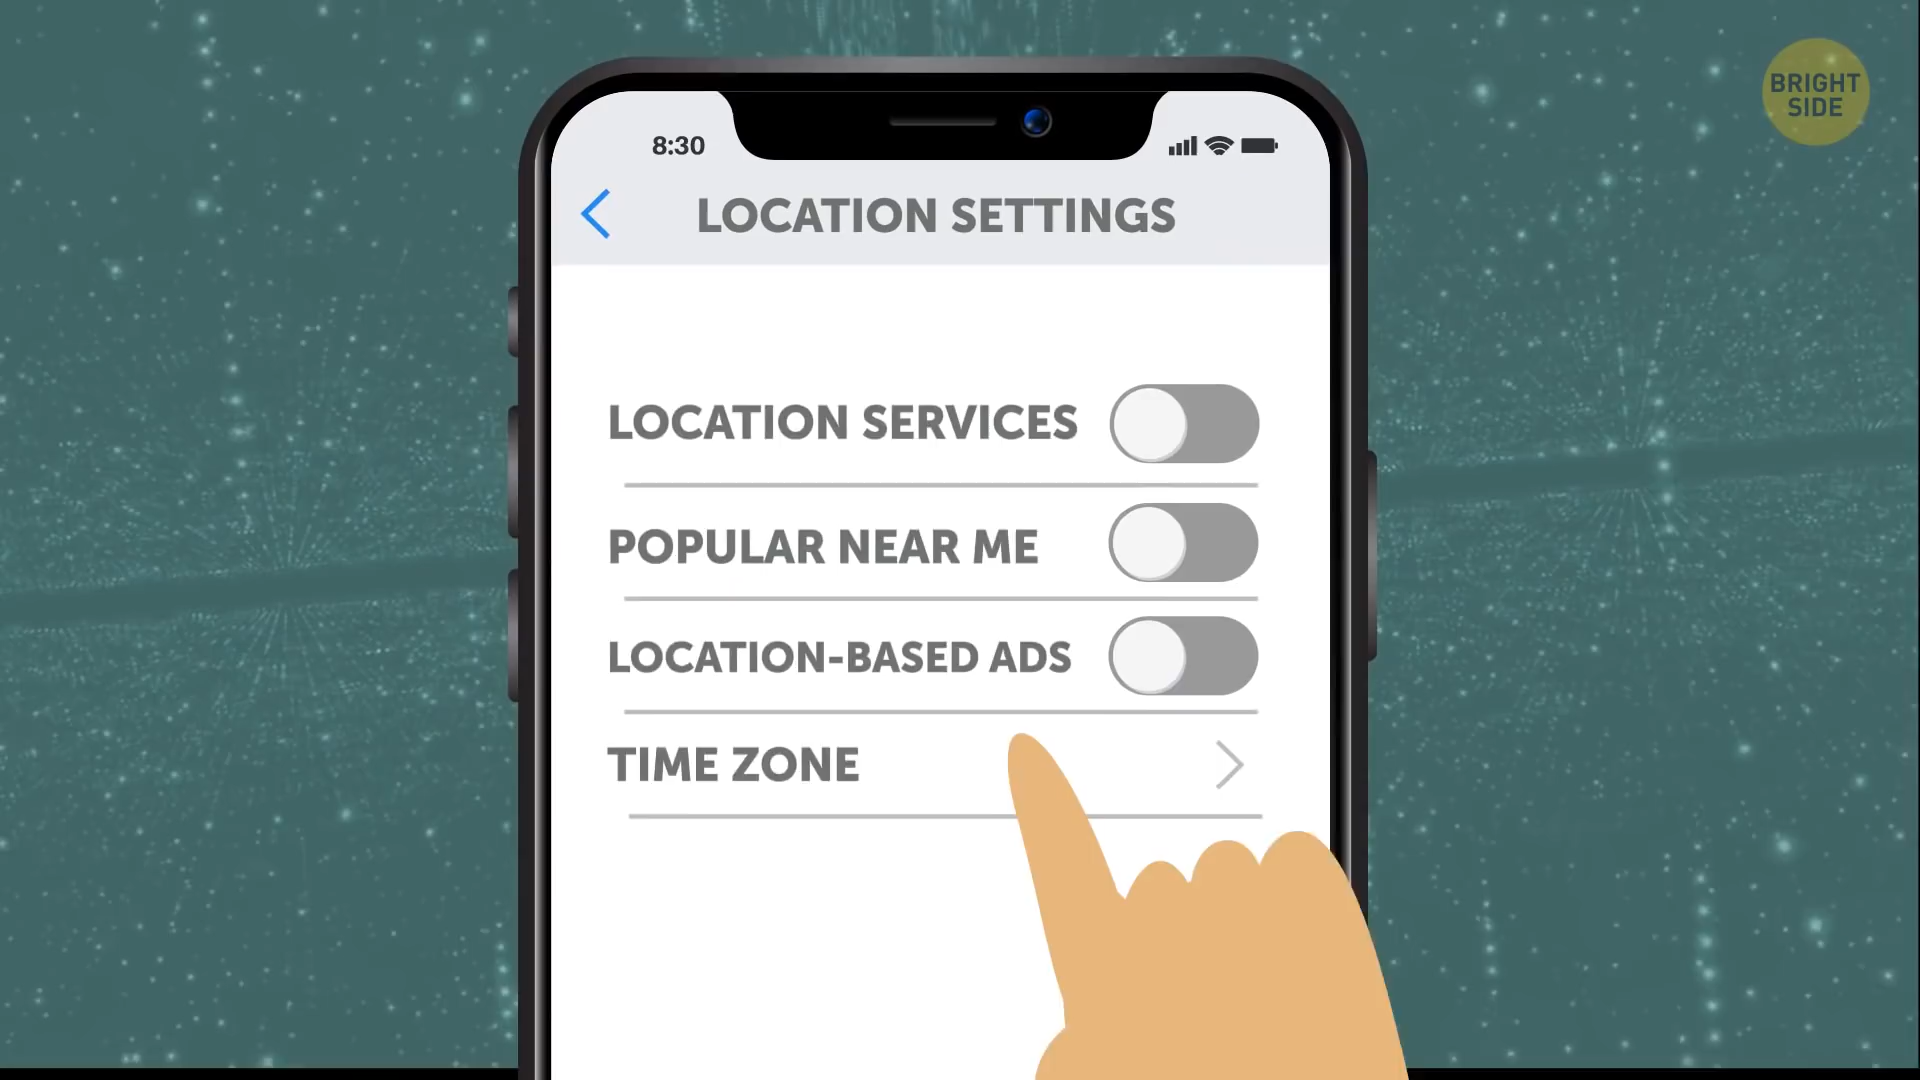 BRIGHT
SIDE
8:30
LOCATION SETTINGS
LOCATION SERVICES
POPULAR NEAR ME
LOCATION-BASED ADS
TIME ZONE